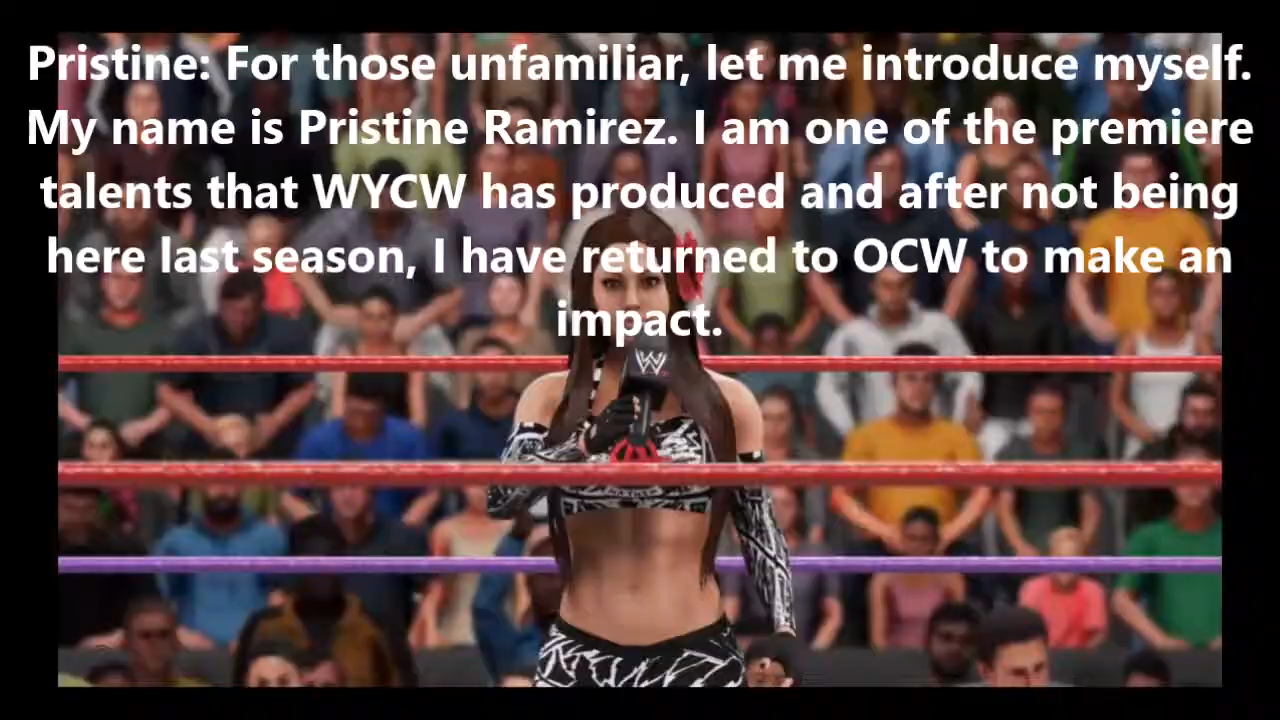 Pristine: For those unfamiliar, let me introduce myself.
My name is Pristine Ramirez. I am one of the premiere
talents that WYCW has produced and after not being
here last season, I have returned to OCW to make an
impact.
W